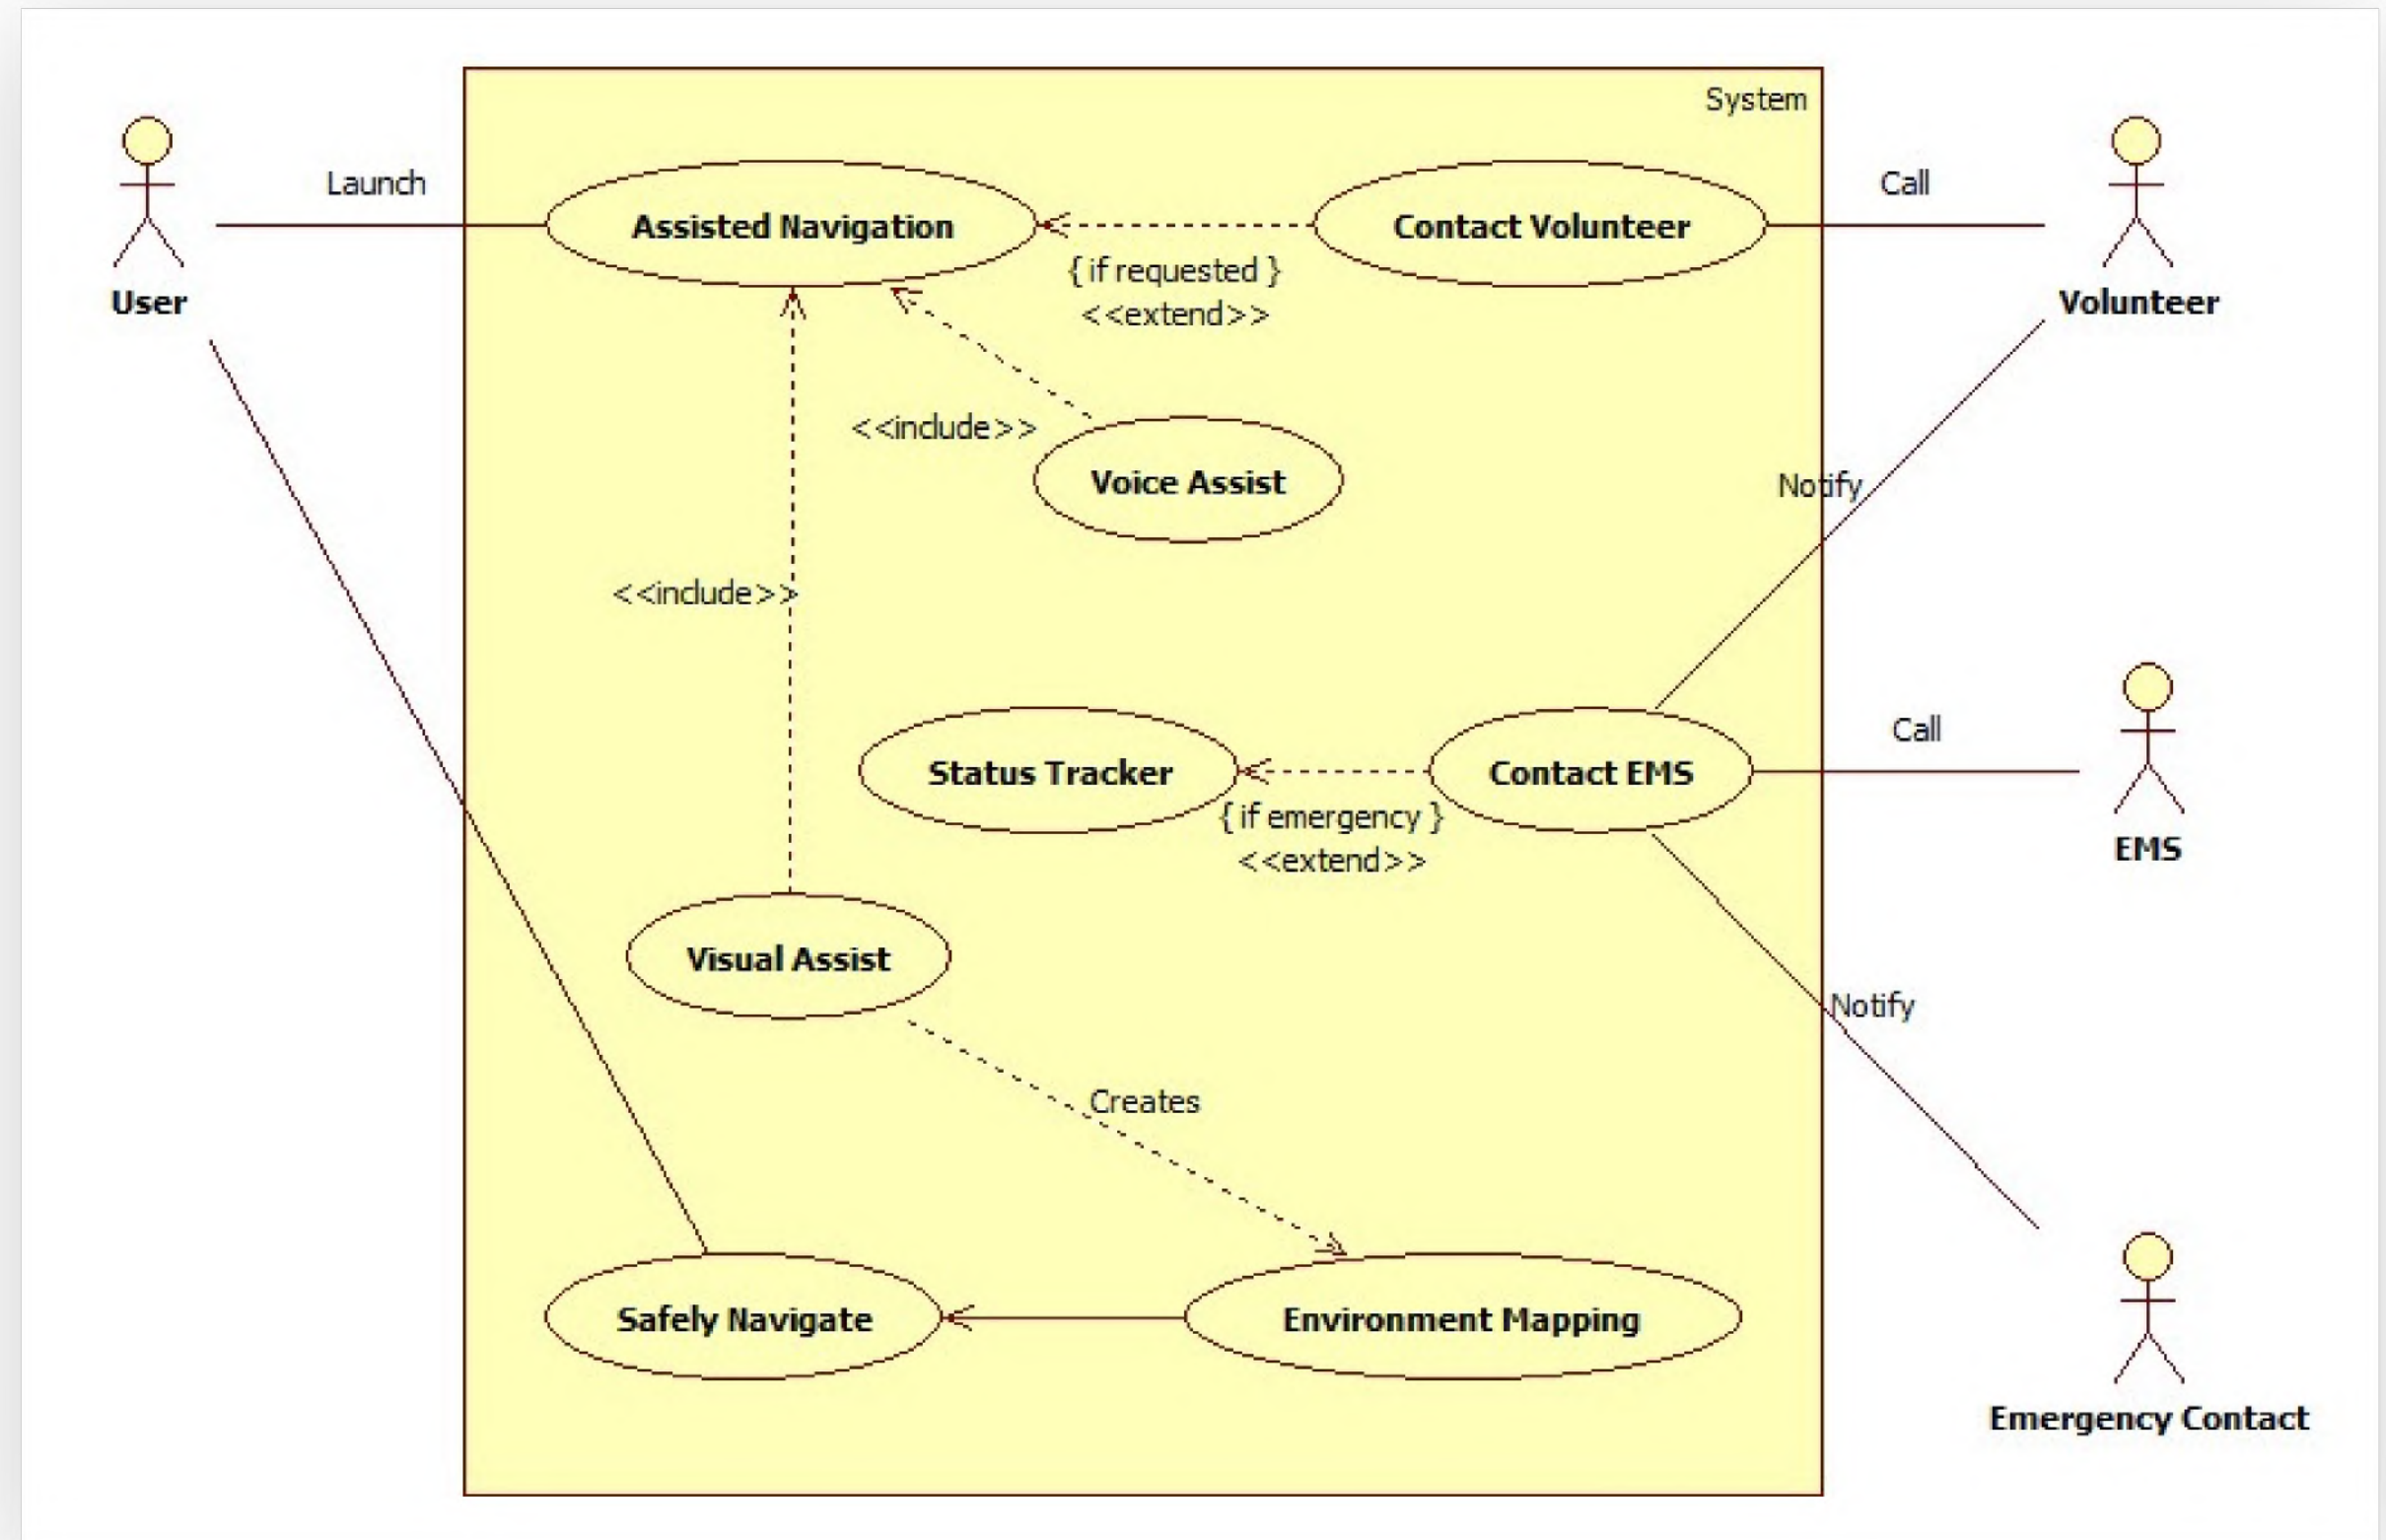 System
Launch
Call
Assisted Navigation
Contact Volunteer
{ if requested }
<<extend>>
User
Volunteer
<<include>>
Voice Assist
Notify
<<include>>
Call
Status Tracker
Contact EMS
{ if emergency }
<<extend>>
EMS
Visual Assist
Notify
Creates
Safely Navigate
Environment Mapping
Emergency Contact